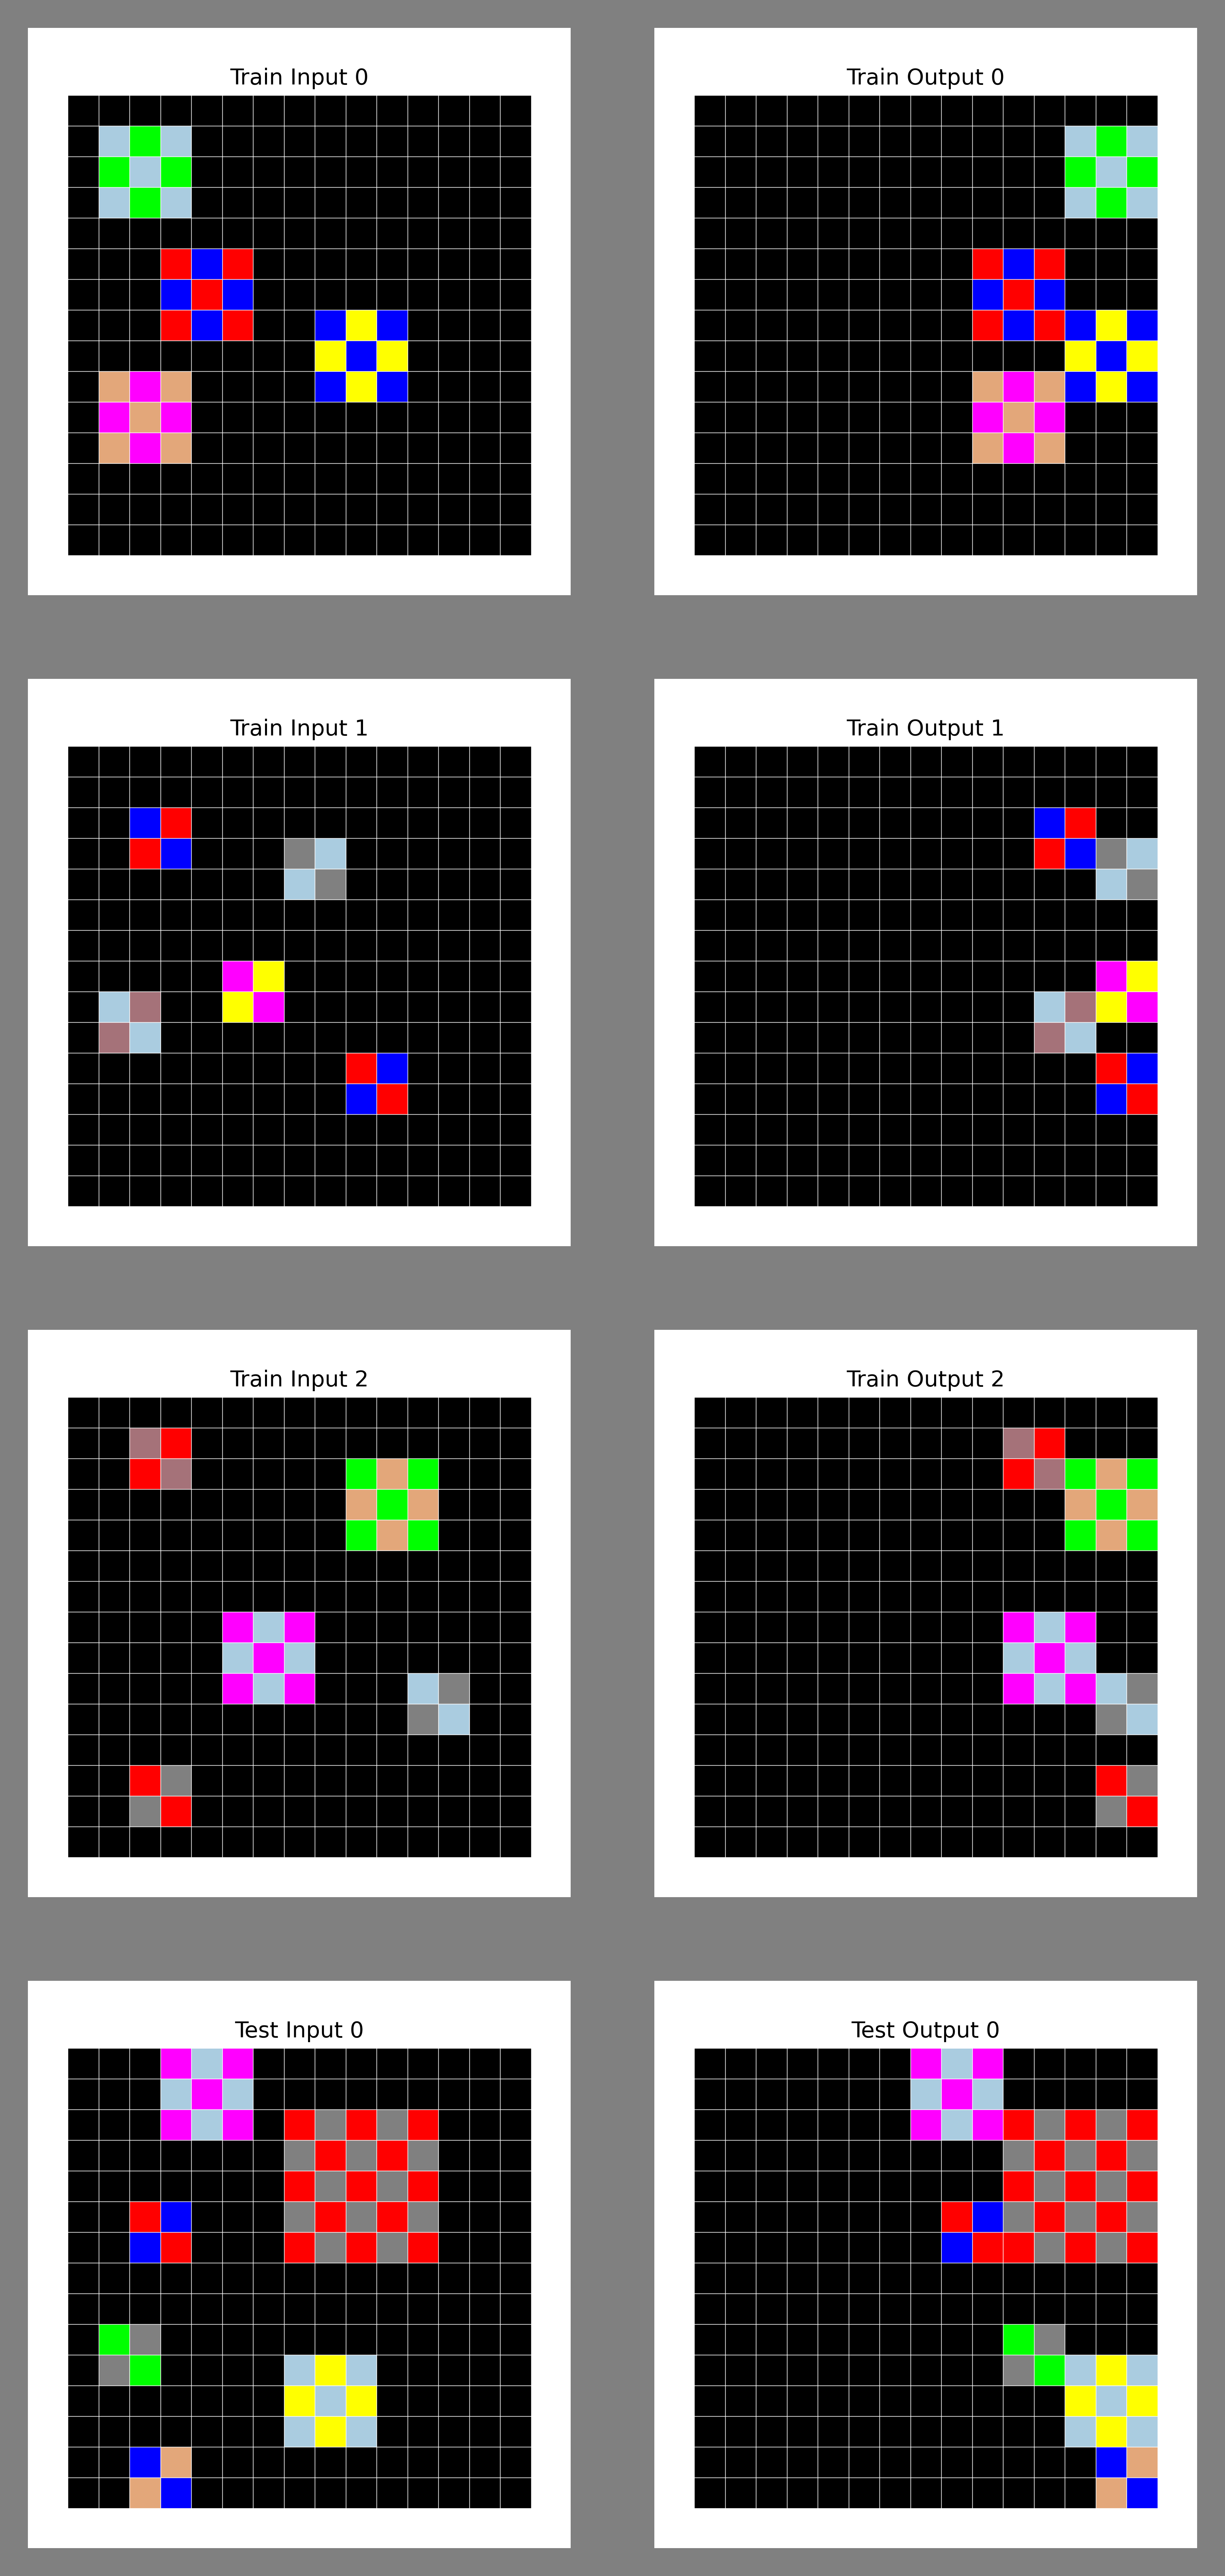 Train Input 0
Train Output 0
Train Input 1
Train Output 1
Train Input 2
Train Output 2
Test Input 0
Test Output 0